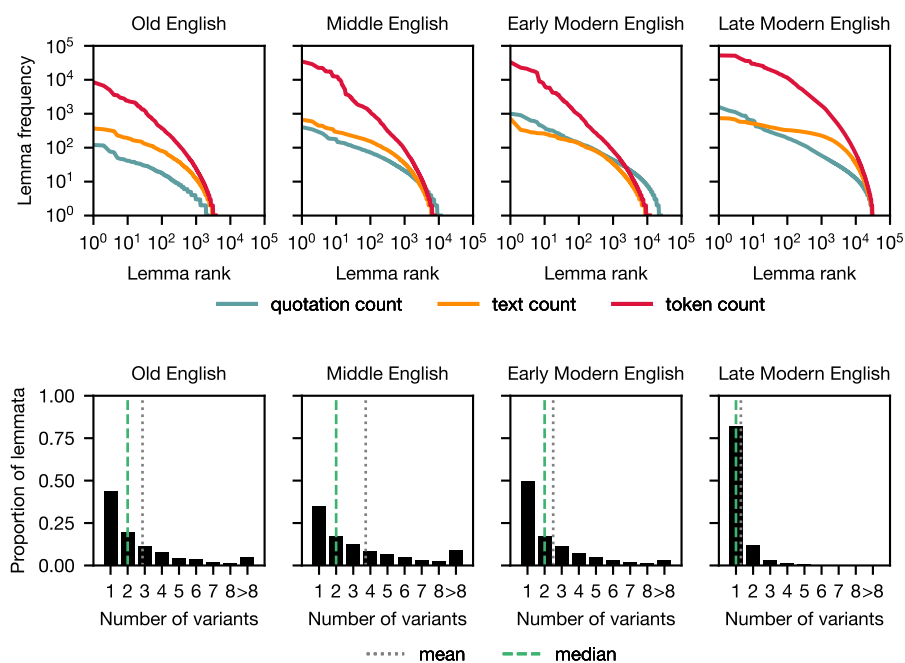 Old English Middle English Early Modern English Late Modern English
Lemma frequency
10^5
10^4
10^3
10^2
10^1
10^0
10^0 10^1 10^2 10^3 10^4 10^5 10^0 10^1 10^2 10^3 10^4 10^5 10^0 10^1 10^2 10^3 10^4 10^5 10^0 10^1 10^2 10^3 10^4 10^5
Lemma rank Lemma rank Lemma rank Lemma rank
quotation count text count token count
Old English Middle English Early Modern English Late Modern English
Proportion of lemmata
1.00
0.75
0.50
0.25
0.00
1 2 3 4 5 6 7 8 >8 1 2 3 4 5 6 7 8 >8 1 2 3 4 5 6 7 8 >8 1 2 3 4 5 6 7 8 >8
Number of variants Number of variants Number of variants Number of variants
mean median